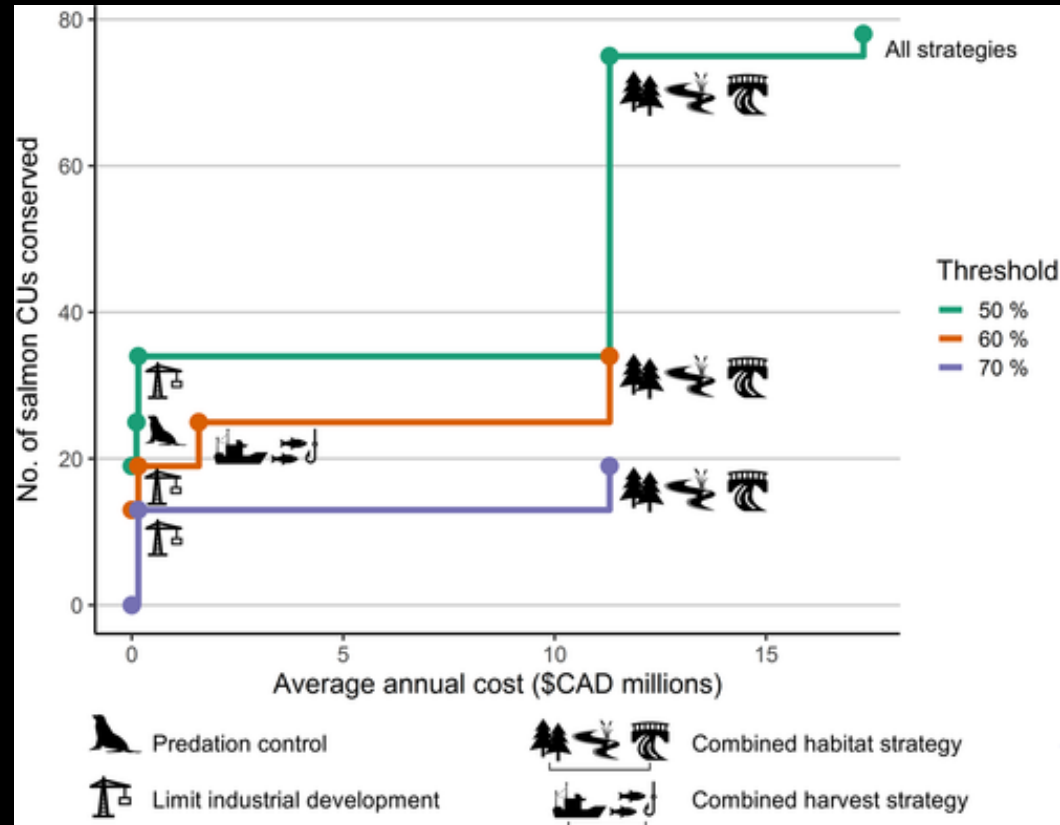 80
60
40
20
0
No. of salmon CUs conserved
All strategies
Threshold
50 %
60 %
70 %
0 5 10 15
Average annual cost ($CAD millions)
Predation control
Combined habitat strategy
Limit industrial development
Combined harvest strategy